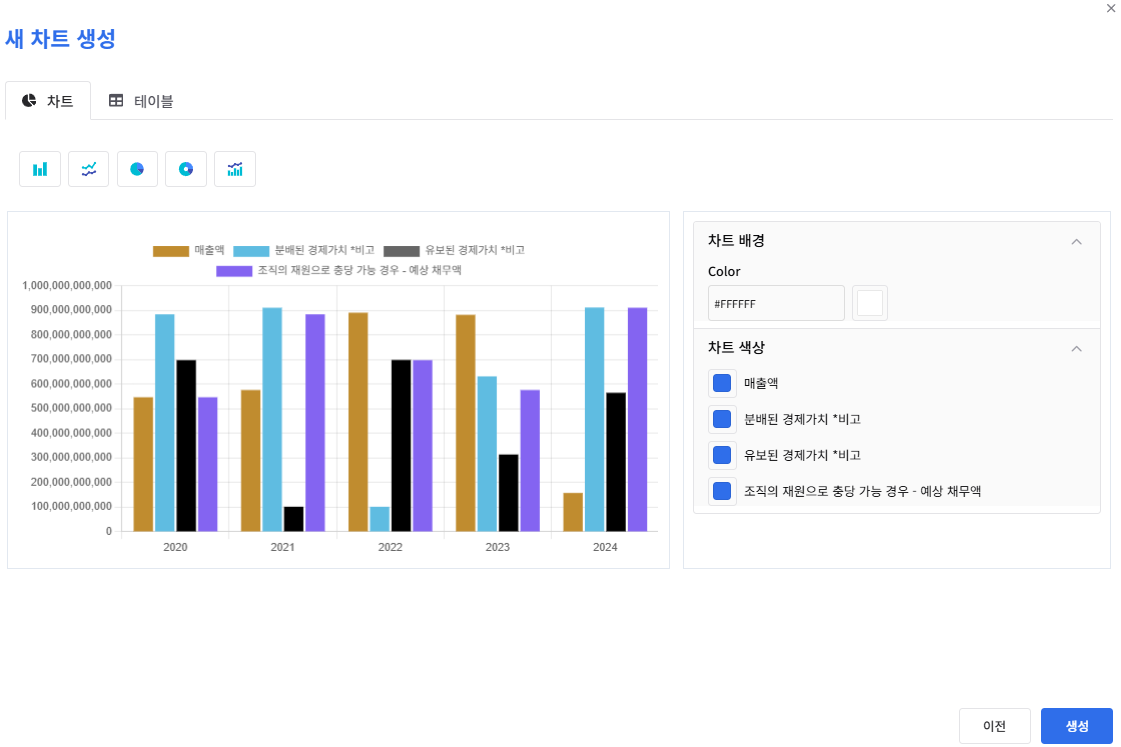 새 차트 생성
차트
테이블
매출액 분배된 경제가치 *비고 유보된 경제가치 *비고
조직의 재원으로 충당 가능 경우 - 예상 채무액
1,000,000,000,000
900,000,000,000
800,000,000,000
700,000,000,000
600,000,000,000
500,000,000,000
400,000,000,000
300,000,000,000
200,000,000,000
100,000,000,000
0
2020 2021 2022 2023 2024
차트 배경
Color
#FFFFFF
차트 색상
매출액
분배된 경제가치 *비고
유보된 경제가치 *비고
조직의 재원으로 충당 가능 경우 - 예상 채무액
이전
생성